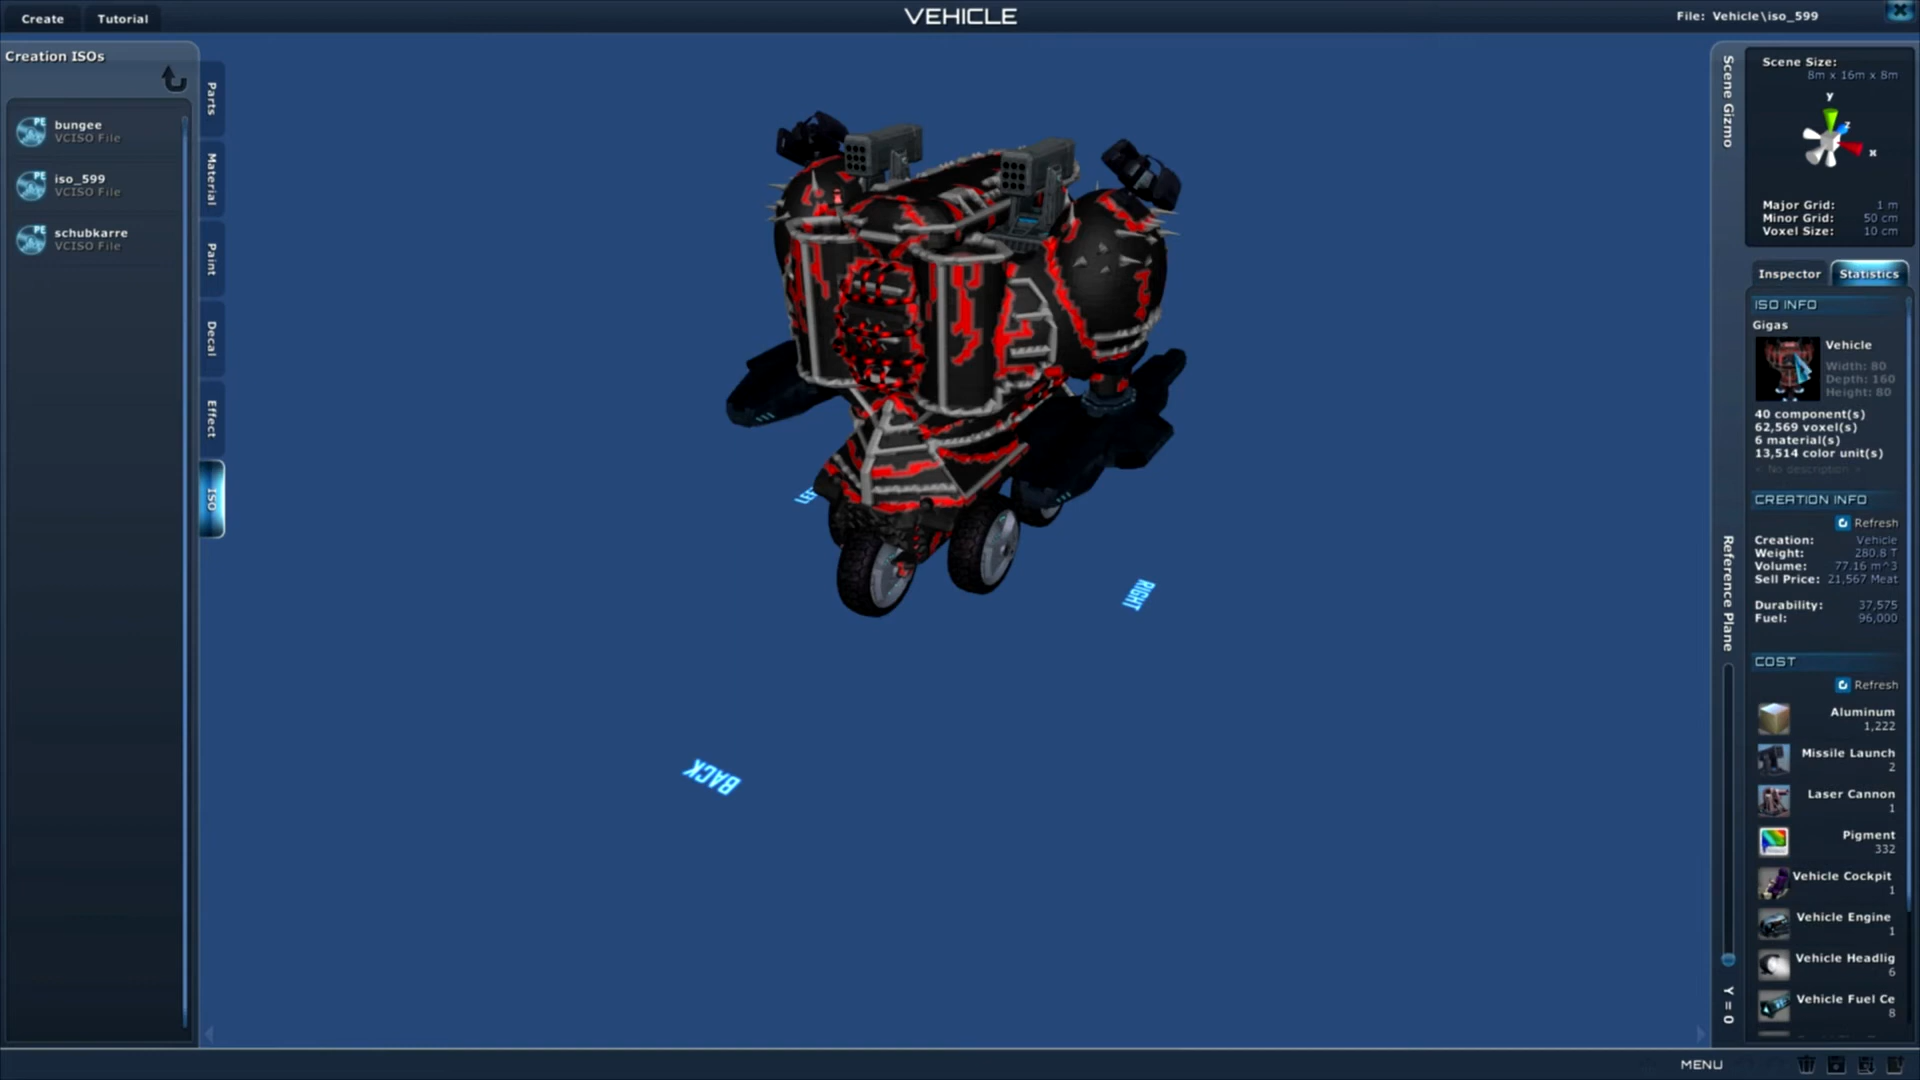 Create
Tutorial
VEHICLE
File: Vehicle\iso_599
Creation ISOs
PE
bungee
VCISO File
PE
iso_599
VCISO File
PE
schubkarre
VCISO File
Parts
Material
Paint
Decal
Effect
ISO
RIGHT
BACK
Scene Gizmo
Reference Plane
Y = 0
Scene Size:
8m x 16m x 8m
y
z
x
Major Grid: 1 m
Minor Grid: 50 cm
Voxel Size: 10 cm
Inspector
Statistics
ISO INFO
Gigas
Vehicle
Width: 80
Depth: 160
Height: 80
40 component(s)
62,569 voxel(s)
6 material(s)
13,514 color unit(s)
< No description >
CREATION INFO
Refresh
Creation: Vehicle
Weight: 280.8 T
Volume: 77.16 m^3
Sell Price: 21,567 Meat
Durability: 37,575
Fuel: 96,000
COST
Refresh
Aluminum
1,222
Missile Launch
2
Laser Cannon
1
Pigment
332
Vehicle Cockpit
1
Vehicle Engine
1
Vehicle Headlig
6
Vehicle Fuel Ce
8
MENU